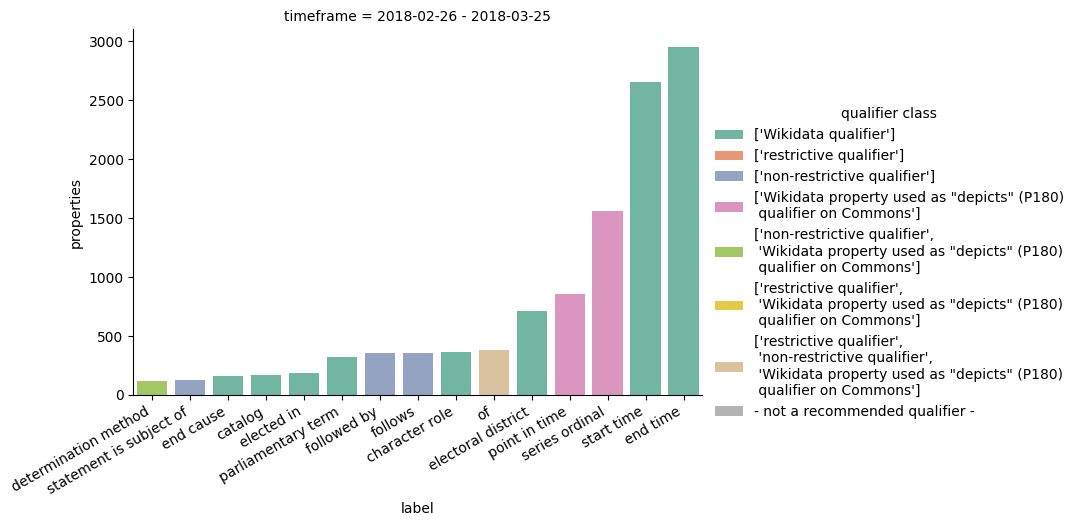 timeframe = 2018-02-26 - 2018-03-25
3000
2500
2000
1500
1000
500
0
properties
determination method
statement is subject of
end cause
catalog
elected in
parliamentary term
followed by
follows
character role
of
electoral district
point in time
series ordinal
start time
end time
label
qualifier class
['Wikidata qualifier']
['restrictive qualifier']
['non-restrictive qualifier']
['Wikidata property used as "depicts" (P180)
qualifier on Commons']
['non-restrictive qualifier',
'Wikidata property used as "depicts" (P180)
qualifier on Commons']
['restrictive qualifier',
'Wikidata property used as "depicts" (P180)
qualifier on Commons']
['restrictive qualifier',
'non-restrictive qualifier',
'Wikidata property used as "depicts" (P180)
qualifier on Commons']
- not a recommended qualifier -